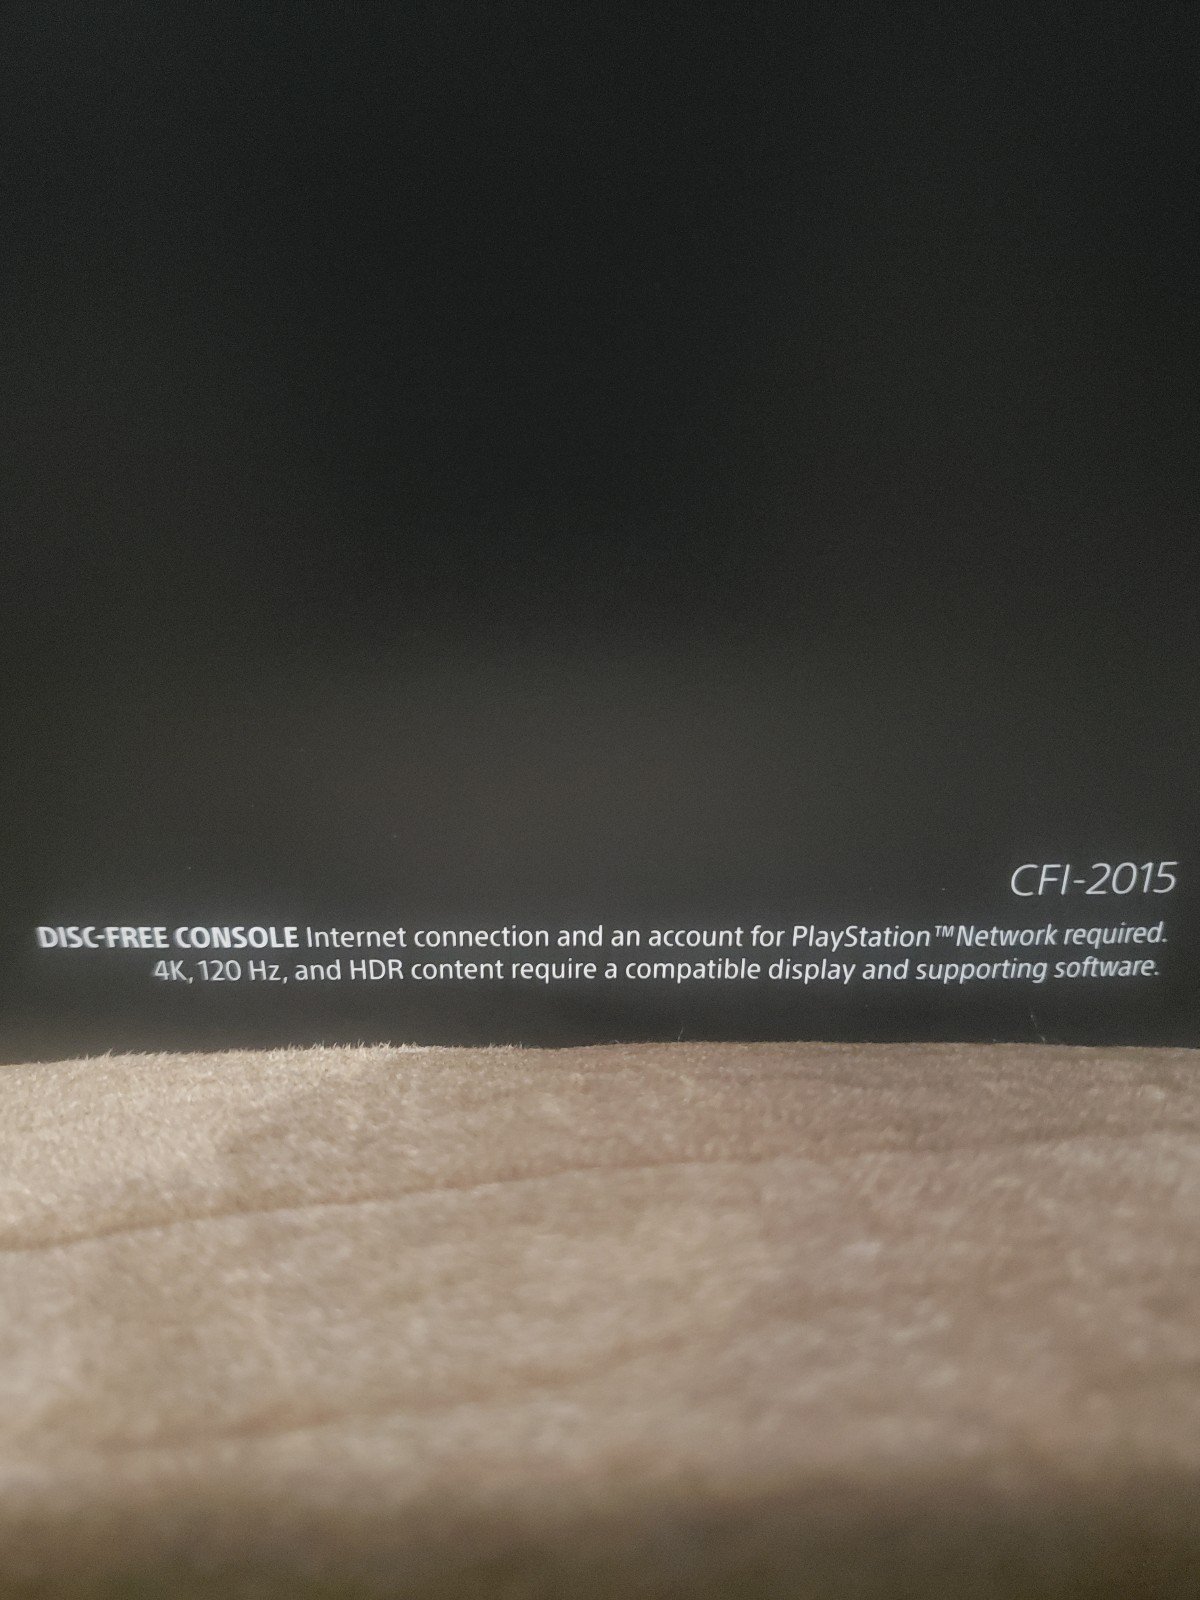 CFI-2015
DISC-FREE CONSOLE Internet connection and an account for PlayStation™Network required.
4K, 120 Hz, and HDR content require a compatible display and supporting software.